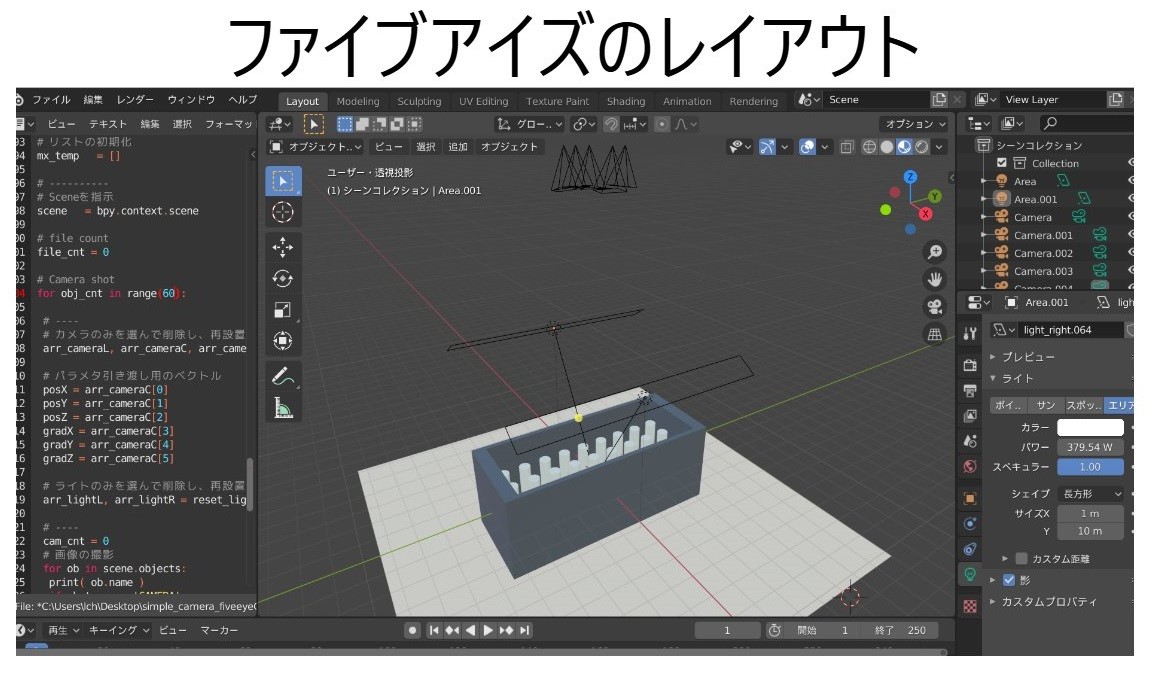 ファイブアイズのレイアウト
ファイル 編集 レンダー ウィンドウ ヘルプ Layout Modeling Sculpting UV Editing Texture Paint Shading Animation Rendering Scene View Layer
ビュー テキスト 編集 選択 フォーマッ グロー.. オプション
オブジェクト.. ビュー 選択 追加 オブジェクト
ユーザー・透視投影
(1) シーンコレクション | Area.001
93 # リストの初期化
94 mx_temp = []
95
96 # ----------
97 # Sceneを指示
98 scene = bpy.context.scene
99
00 # file count
01 file_cnt = 0
02
03 # Camera shot
04 for obj_cnt in range(60):
05
06 # ----
07 # カメラのみを選んで削除し、再設置
08 arr_cameraL, arr_cameraC, arr_came
09
10 # パラメタ引き渡し用のベクトル
11 posX = arr_cameraC[0]
12 posY = arr_cameraC[1]
13 posZ = arr_cameraC[2]
14 gradX = arr_cameraC[3]
15 gradY = arr_cameraC[4]
16 gradZ = arr_cameraC[5]
17
18 # ライトのみを選んで削除し、再設置
19 arr_lightL, arr_lightR = reset_lig
20
21 # ----
22 cam_cnt = 0
23 # 画像の撮影
24 for ob in scene.objects:
25 print( ob.name )
File: *C:\Users\lch\Desktop\simple_camera_fiveeye
Z
Y
X
シーンコレクション
Collection
Area
Area.001
Camera
Camera.001
Camera.002
Camera.003
Camera.004
Area.001 ligh
light_right.064
プレビュー
ライト
ポイ.. サン スポッ.. エリア
カラー
パワー 379.54 W
スペキュラー 1.00
シェイプ 長方形
サイズX 1 m
Y 10 m
カスタム距離
影
カスタムプロパティ
再生 キーイング ビュー マーカー 1 開始 1 終了 250